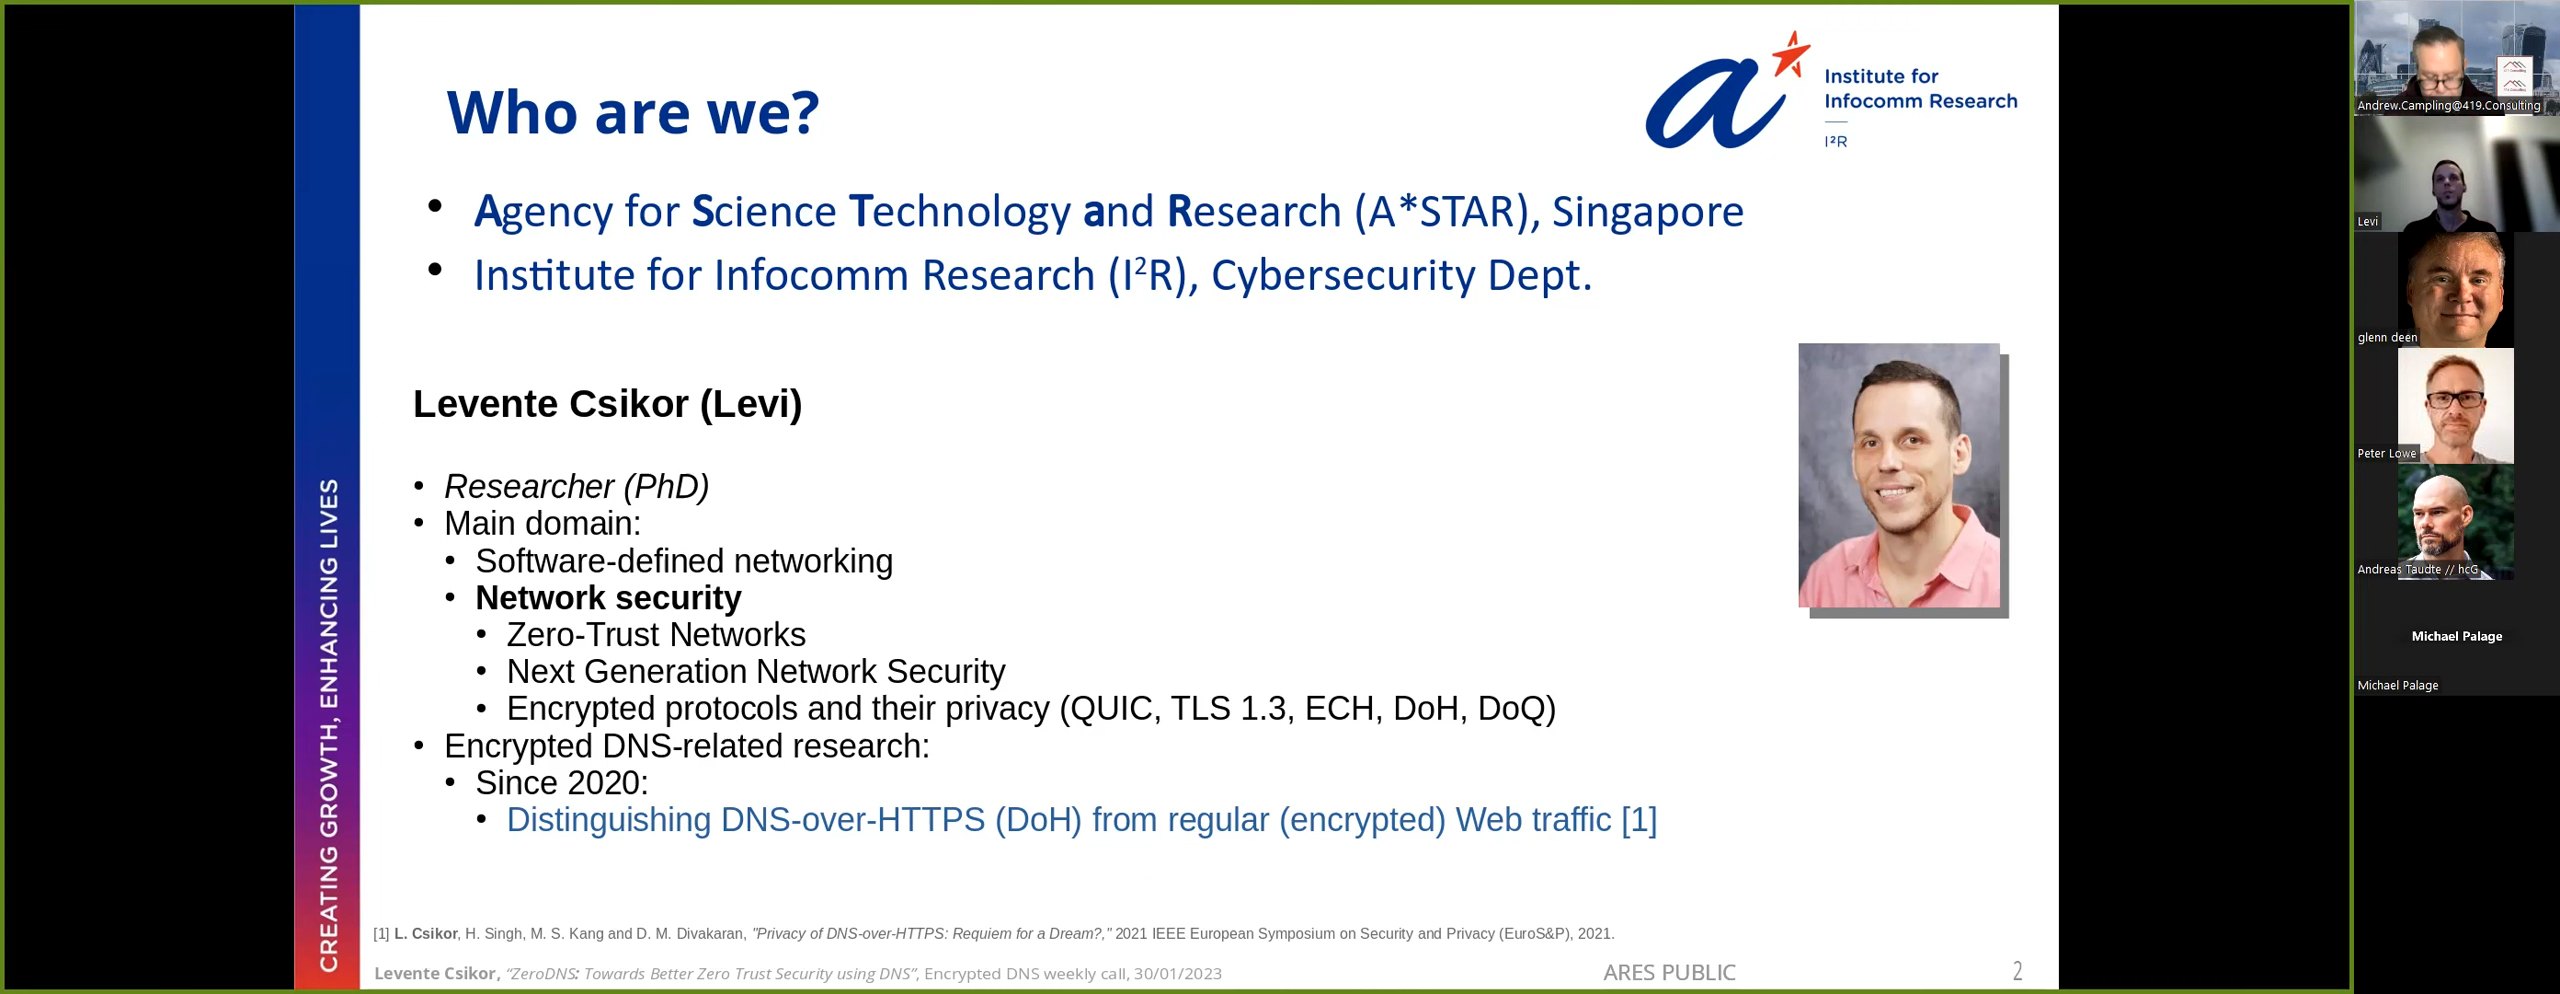 Who are we?
Institute for
Infocomm Research
I²R
• Agency for Science Technology and Research (A*STAR), Singapore
• Institute for Infocomm Research (I²R), Cybersecurity Dept.
Levente Csikor (Levi)
• Researcher (PhD)
• Main domain:
• Software-defined networking
• Network security
• Zero-Trust Networks
• Next Generation Network Security
• Encrypted protocols and their privacy (QUIC, TLS 1.3, ECH, DoH, DoQ)
• Encrypted DNS-related research:
• Since 2020:
• Distinguishing DNS-over-HTTPS (DoH) from regular (encrypted) Web traffic [1]
[1] L. Csikor, H. Singh, M. S. Kang and D. M. Divakaran, "Privacy of DNS-over-HTTPS: Requiem for a Dream?," 2021 IEEE European Symposium on Security and Privacy (EuroS&P), 2021.
Levente Csikor, “ZeroDNS: Towards Better Zero Trust Security using DNS”, Encrypted DNS weekly call, 30/01/2023
ARES PUBLIC
2
CREATING GROWTH, ENHANCING LIVES
Andrew.Campling@419.Consulting
Levi
glenn deen
Peter Lowe
Andreas Taudte // hcG
Michael Palage
Michael Palage